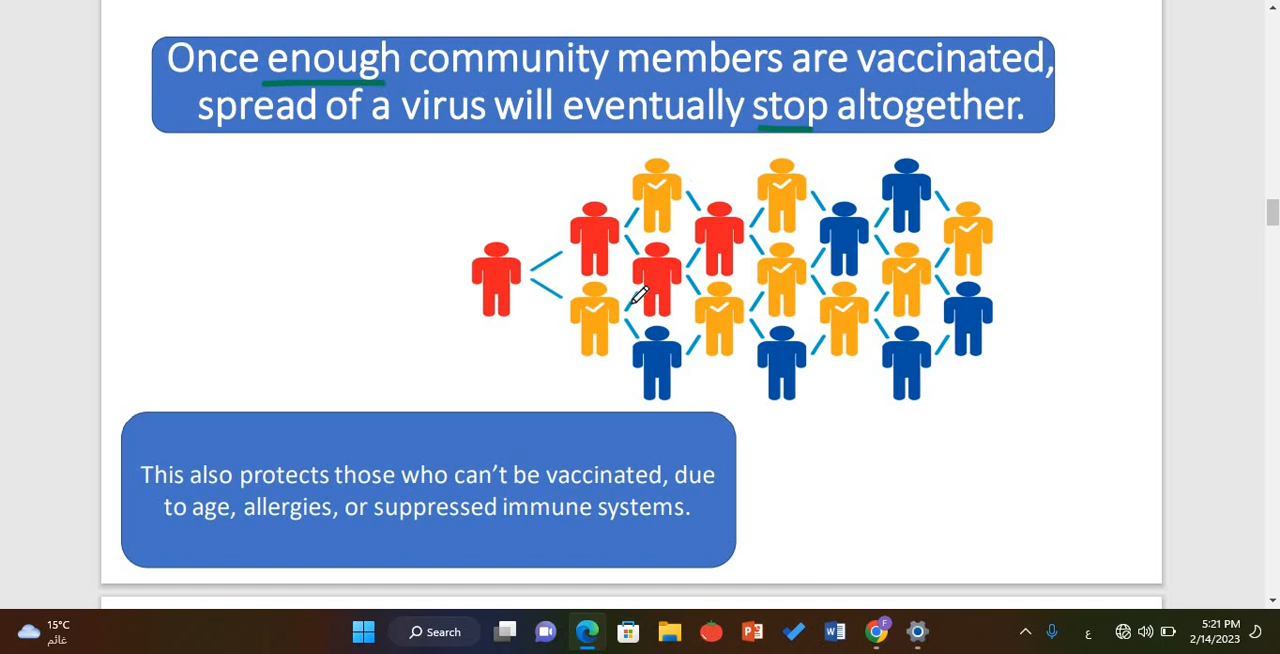 Once enough community members are vaccinated,
spread of a virus will eventually stop altogether.
This also protects those who can’t be vaccinated, due
to age, allergies, or suppressed immune systems.
15°C
غائم
Search
F
ع
5:21 PM
2/14/2023